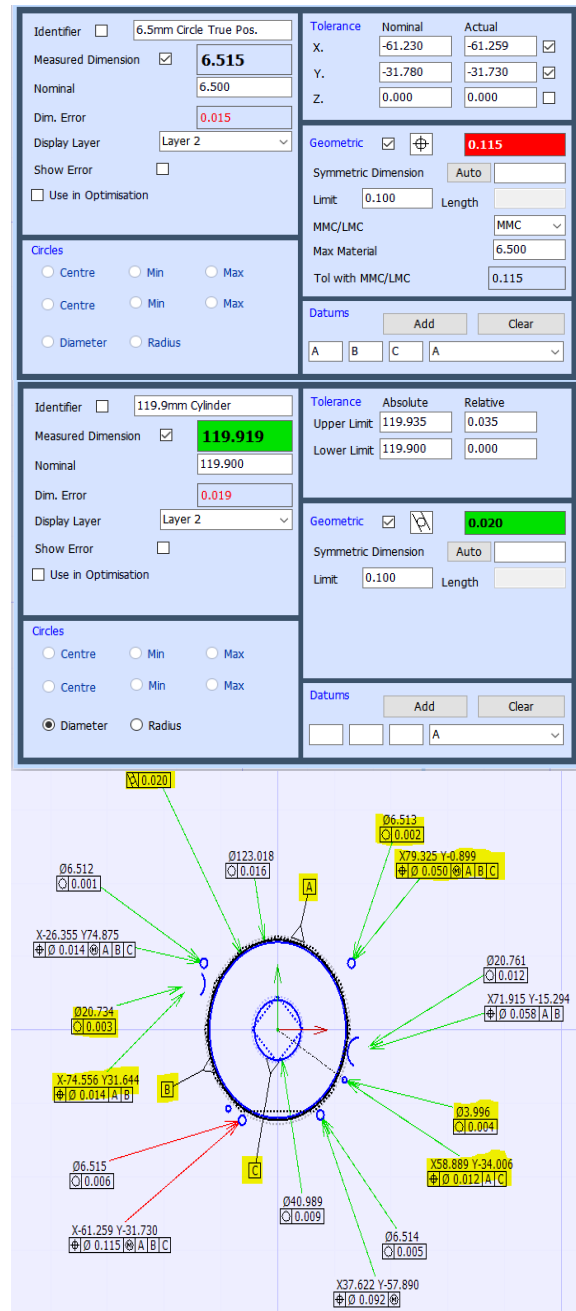 Identifier 6.5mm Circle True Pos.
Measured Dimension 6.515
Nominal 6.500
Dim. Error 0.015
Display Layer Layer 2
Show Error
Use in Optimisation
Tolerance Nominal Actual
X. -61.230 -61.259
Y. -31.780 -31.730
Z. 0.000 0.000
Geometric 0.115
Symmetric Dimension Auto
Limit 0.100 Length
MMC/LMC MMC
Max Material 6.500
Tol with MMC/LMC 0.115
Circles
Centre Min Max
Centre Min Max
Diameter Radius
Datums
Add Clear
A B C A
Identifier 119.9mm Cylinder
Measured Dimension 119.919
Nominal 119.900
Dim. Error 0.019
Display Layer Layer 2
Show Error
Use in Optimisation
Tolerance Absolute Relative
Upper Limit 119.935 0.035
Lower Limit 119.900 0.000
Geometric 0.020
Symmetric Dimension Auto
Limit 0.100 Length
Circles
Centre Min Max
Centre Min Max
Diameter Radius
Datums
Add Clear
A
0.020
Ø6.513
0.002
Ø123.018
0.016
X79.325 Y-0.899
⌖ Ø 0.050 Ⓜ A B C
Ø6.512
0.001
A
X-26.355 Y74.875
⌖ Ø 0.014 Ⓜ A B C
Ø20.761
0.012
X71.915 Y-15.294
⌖ Ø 0.058 A B
Ø20.734
0.003
X-74.556 Y31.644
⌖ Ø 0.014 A B
B
Ø3.996
0.004
X58.889 Y-34.006
⌖ Ø 0.012 A C
C
Ø6.515
0.006
Ø40.989
0.009
X-61.259 Y-31.730
⌖ Ø 0.115 Ⓜ A B C
Ø6.514
0.005
X37.622 Y-57.890
⌖ Ø 0.092 Ⓜ